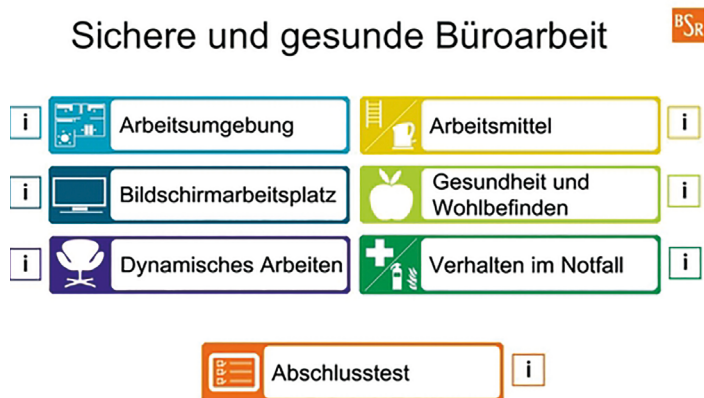 Sichere und gesunde Büroarbeit
BSR
i Arbeitsumgebung
Arbeitsmittel i
i Bildschirmarbeitsplatz
Gesundheit und
Wohlbefinden i
i Dynamisches Arbeiten
Verhalten im Notfall i
Abschlusstest i